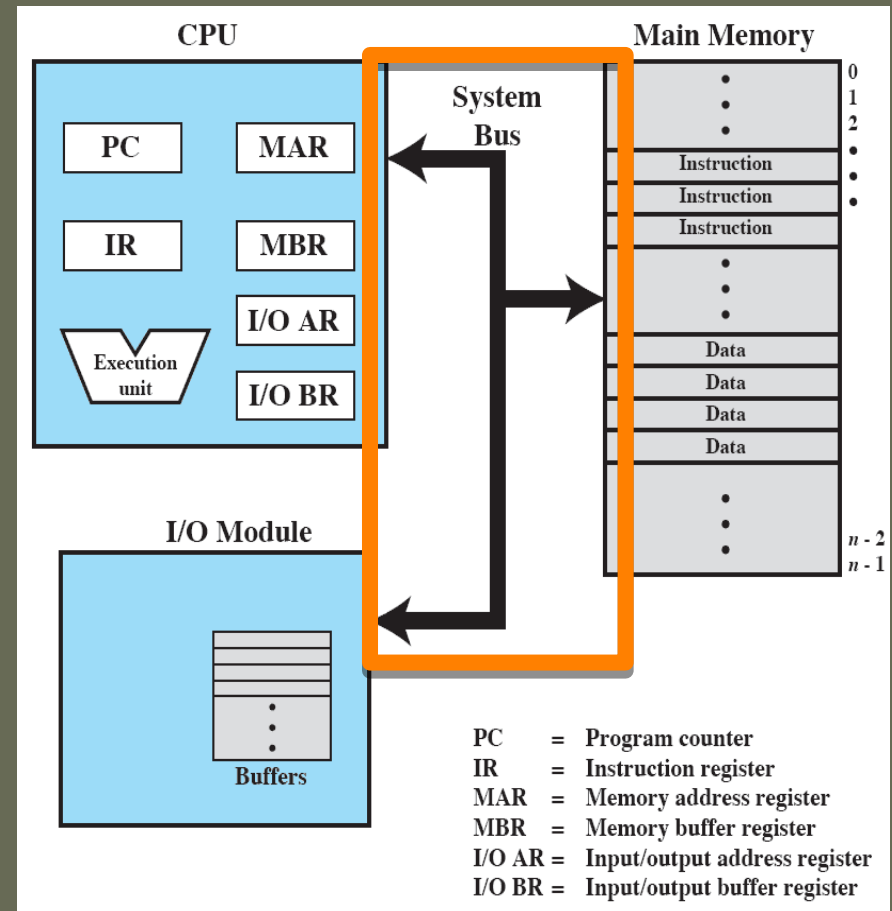 CPU
System
Bus
Main Memory
PC
MAR
IR
MBR
I/O AR
I/O BR
Execution
unit
0
1
2
Instruction
Instruction
Instruction
Data
Data
Data
Data
n - 2
n - 1
I/O Module
Buffers
PC = Program counter
IR = Instruction register
MAR = Memory address register
MBR = Memory buffer register
I/O AR = Input/output address register
I/O BR = Input/output buffer register